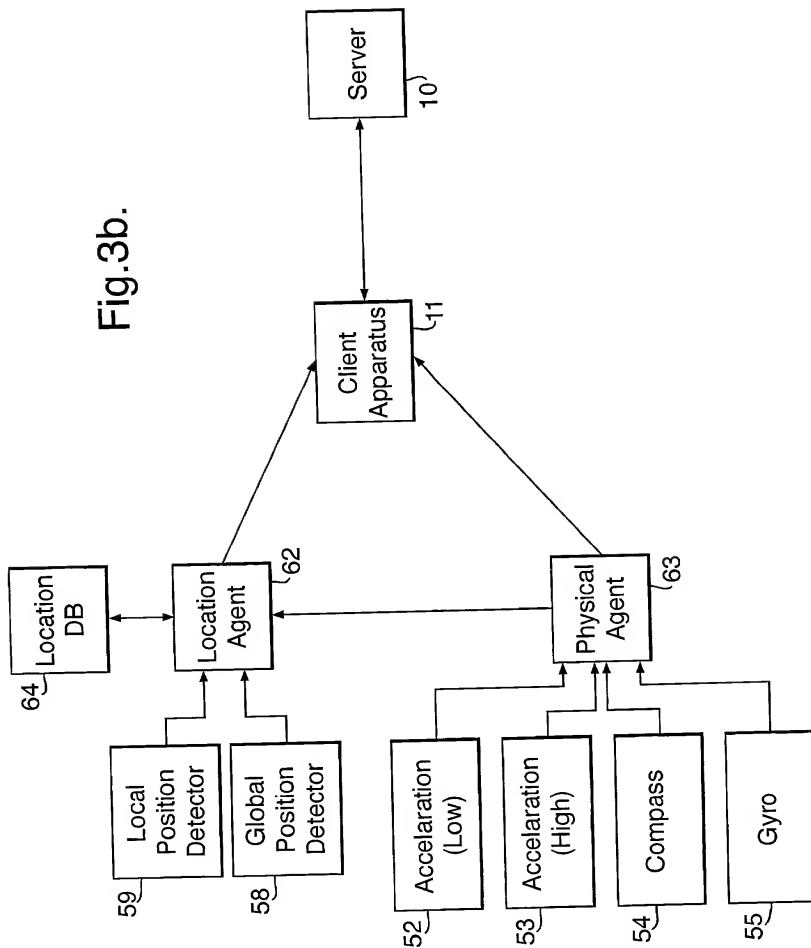 Fig.3b.
Location
DB
64
Local
Position
Detector
59
Global
Position
Detector
58
Location
Agent
62
Accelaration
(Low)
52
Accelaration
(High)
53
Compass
54
Gyro
55
Physical
Agent
63
Client
Apparatus
11
Server
10